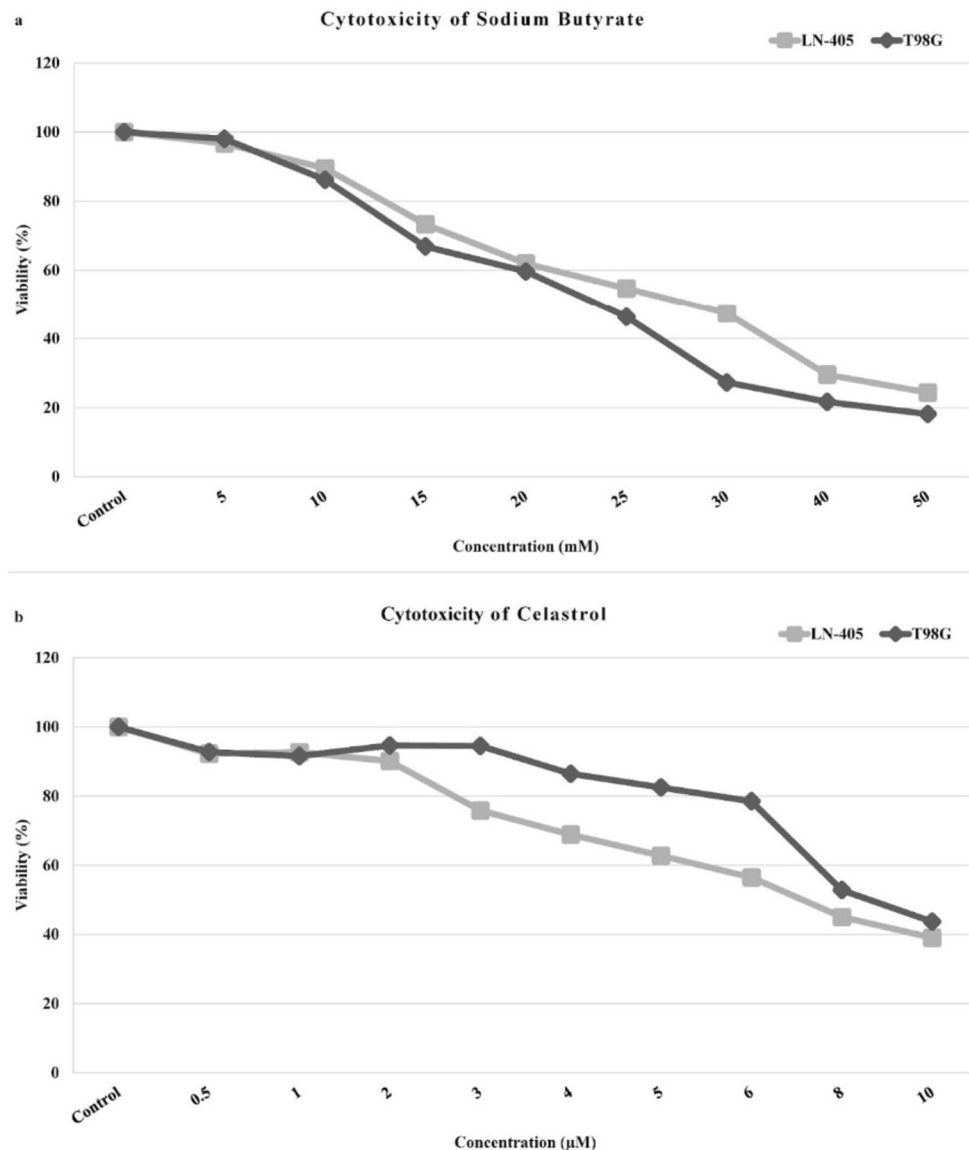 a
Cytotoxicity of Sodium Butyrate
LN-405 T98G
120
100
80
60
40
20
0
Viability (%)
Control 5 10 15 20 25 30 40 50
Concentration (mM)
b
Cytotoxicity of Celastrol
LN-405 T98G
120
100
80
60
40
20
0
Viability (%)
Control 0.5 1 2 3 4 5 6 8 10
Concentration (µM)